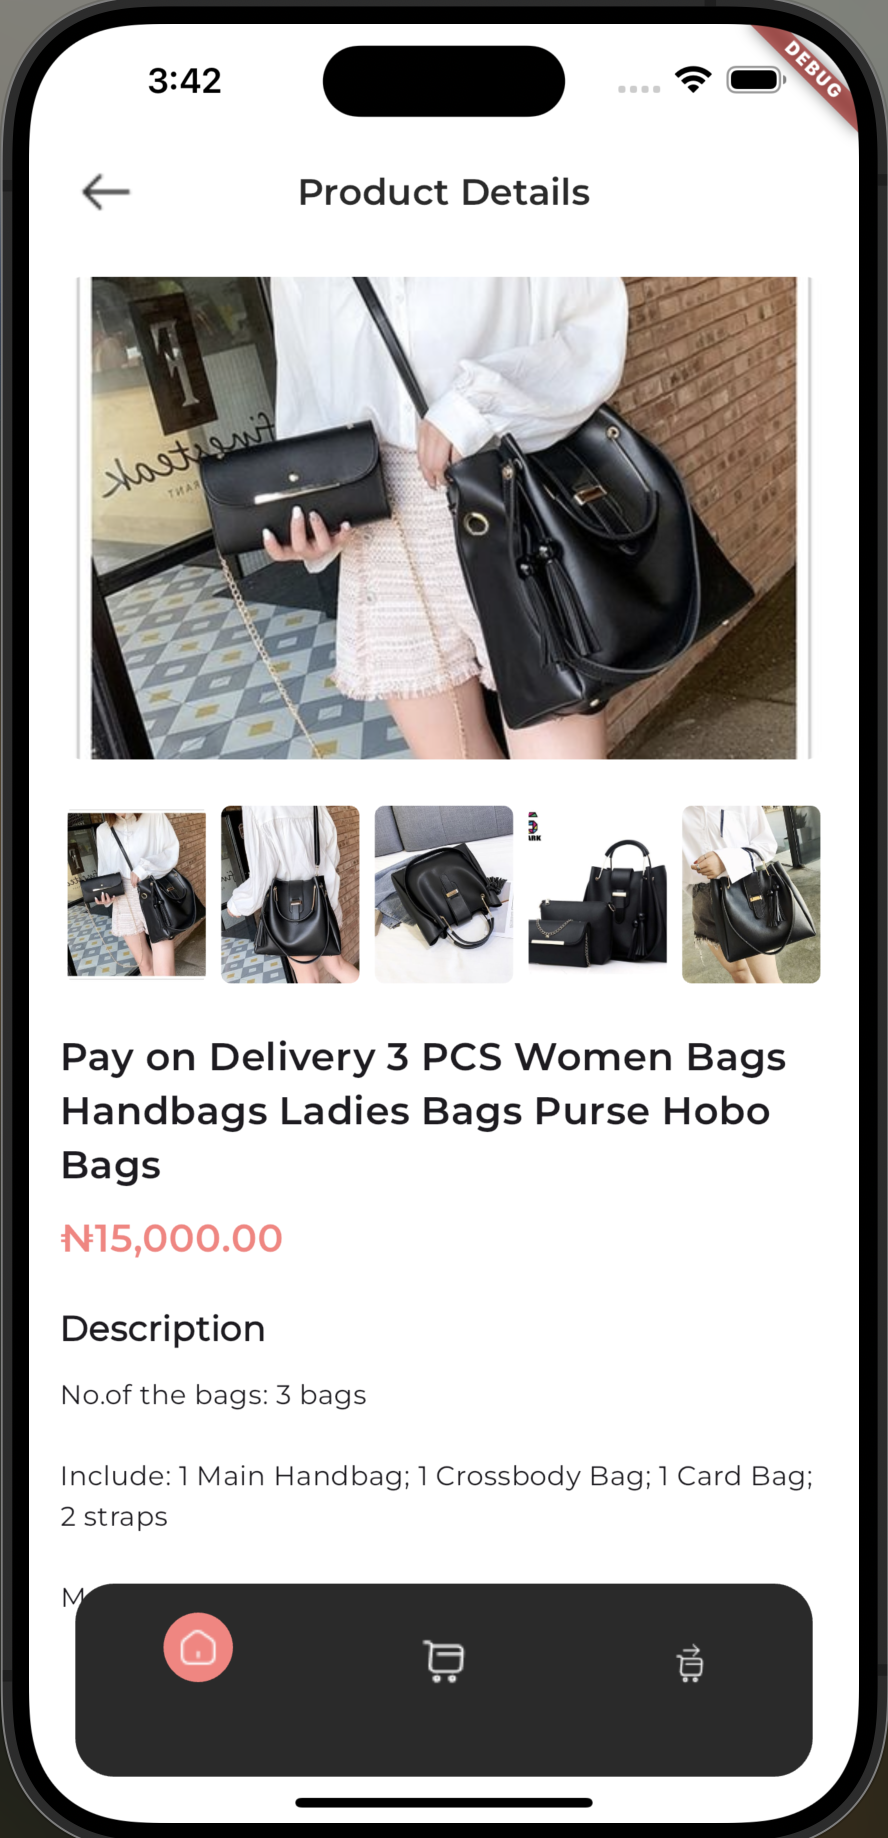 3:42
DEBUG
Product Details
finesteak
RANT
Pay on Delivery 3 PCS Women Bags
Handbags Ladies Bags Purse Hobo
Bags
₦15,000.00
Description
No.of the bags: 3 bags
Include: 1 Main Handbag; 1 Crossbody Bag; 1 Card Bag;
2 straps
M